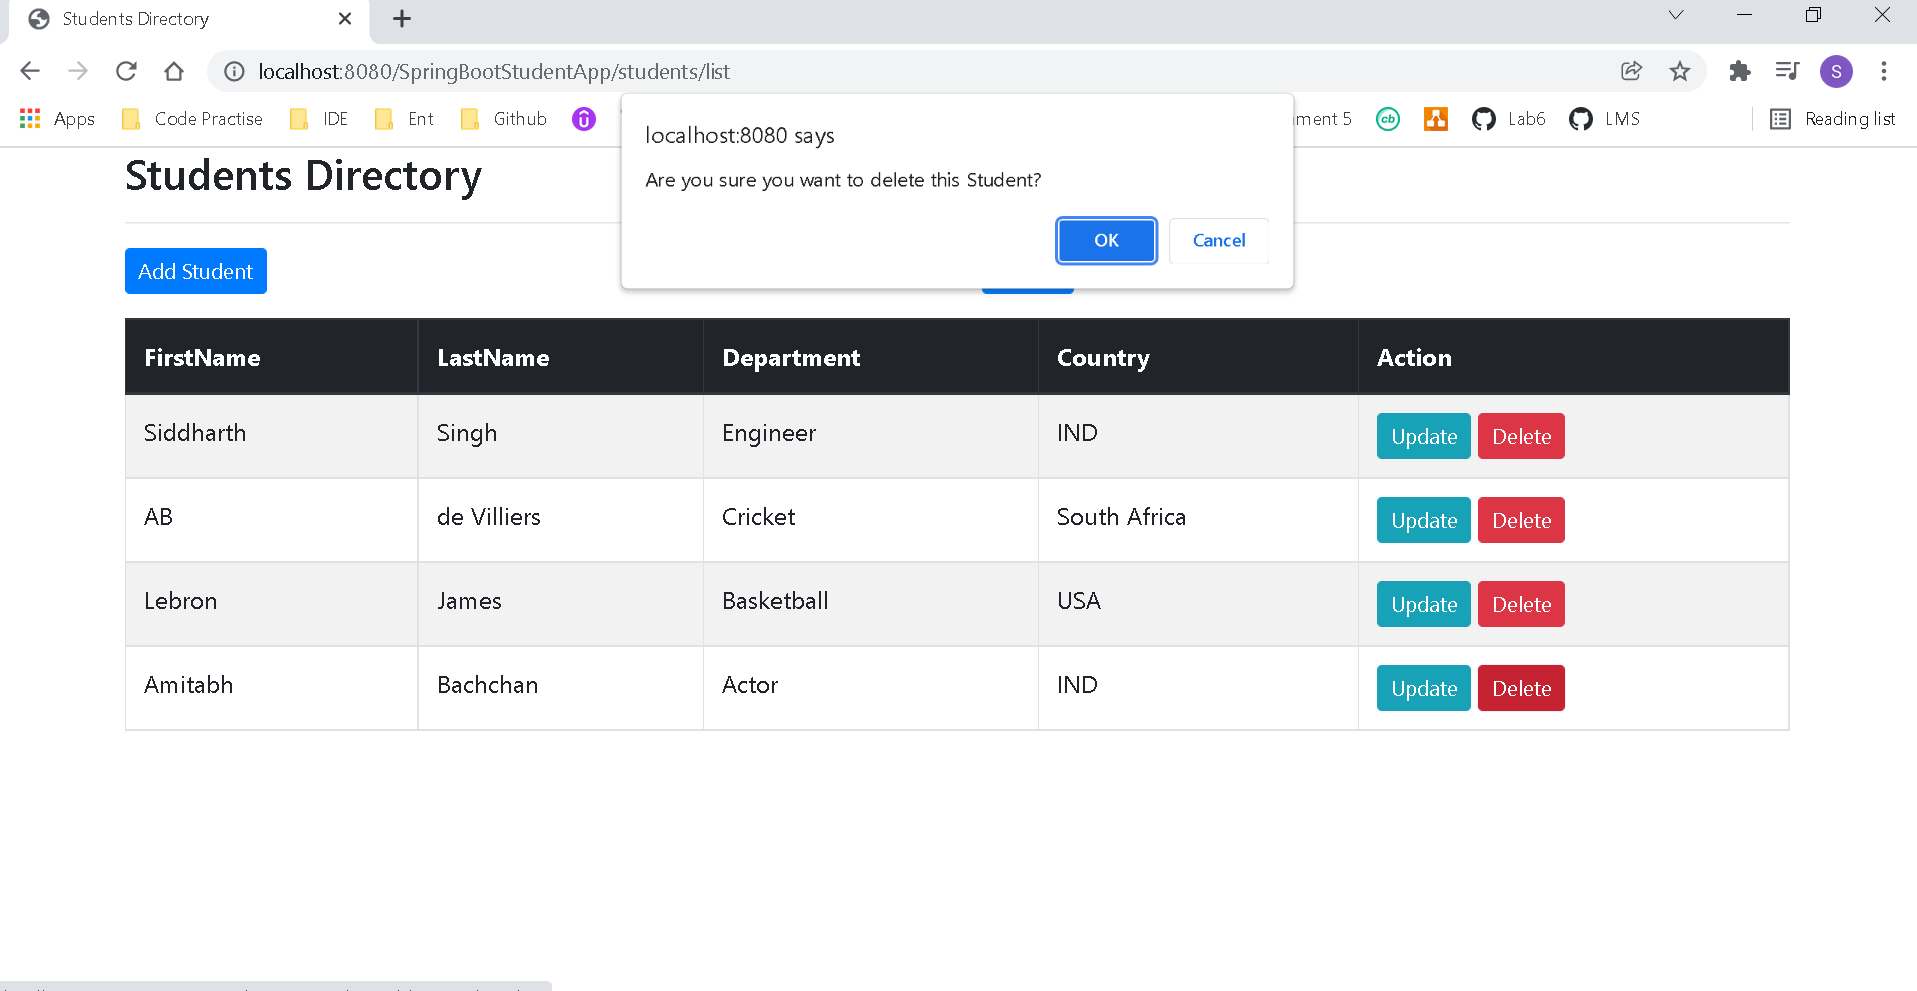 Students Directory
localhost:8080/SpringBootStudentApp/students/list
S
Apps Code Practise IDE Ent Github ment 5 cb Lab6 LMS Reading list
localhost:8080 says
Are you sure you want to delete this Student?
OK Cancel
Students Directory
Add Student
FirstName LastName Department Country Action
Siddharth Singh Engineer IND Update Delete
AB de Villiers Cricket South Africa Update Delete
Lebron James Basketball USA Update Delete
Amitabh Bachchan Actor IND Update Delete